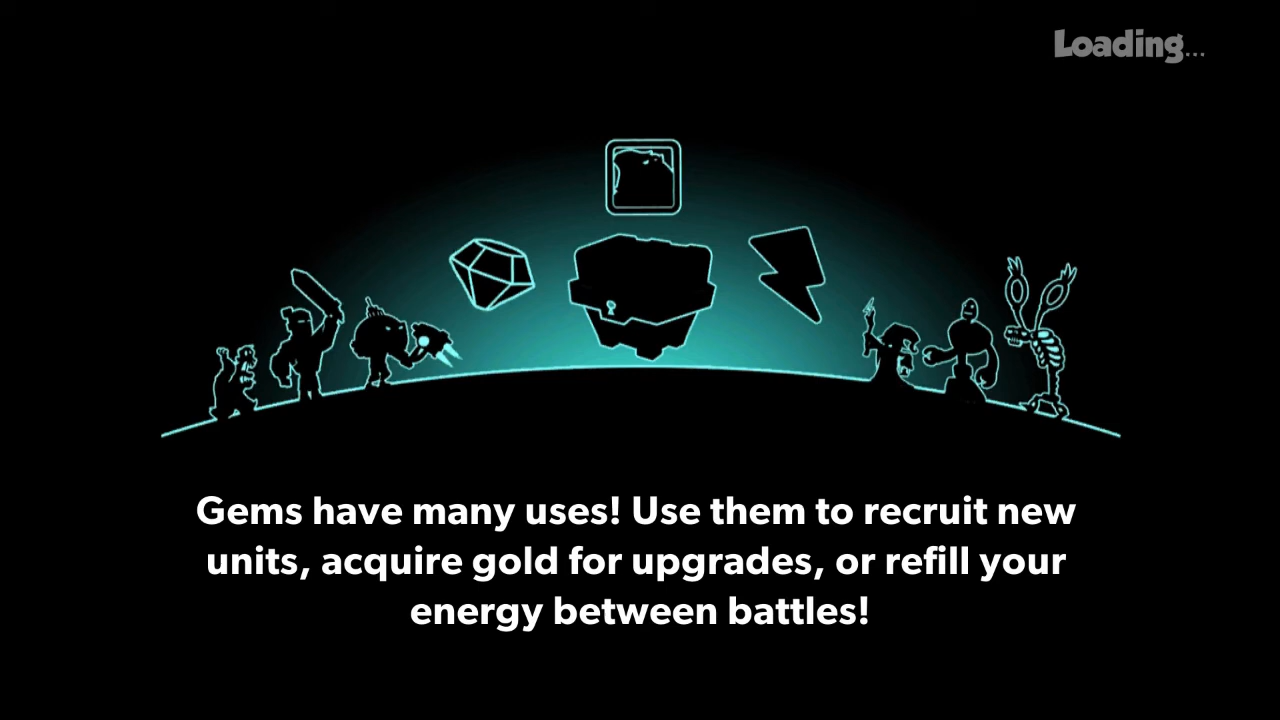 Loading...
Gems have many uses! Use them to recruit new
units, acquire gold for upgrades, or refill your
energy between battles!